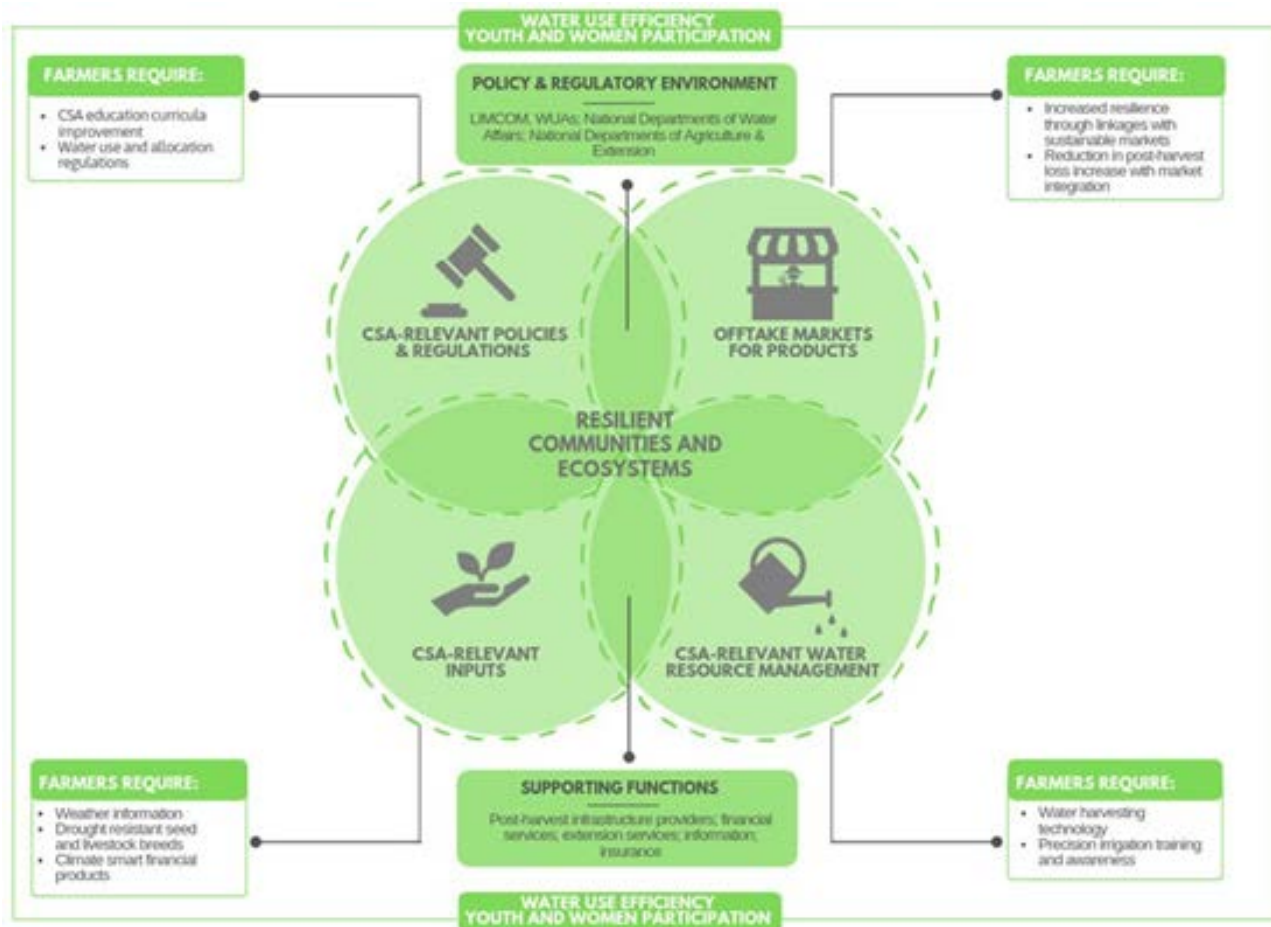 WATER USE EFFICIENCY
YOUTH AND WOMEN PARTICIPATION
POLICY & REGULATORY ENVIRONMENT
LIMCOM, WUAs; National Departments of Water
Affairs; National Departments of Agriculture &
Extension
FARMERS REQUIRE:
• CSA education curricula
improvement
• Water use and allocation
regulations
FARMERS REQUIRE:
• Increased resilience
through linkages with
sustainable markets
• Reduction in post-harvest
loss increase with market
integration
CSA-RELEVANT POLICIES
& REGULATIONS
OFFTAKE MARKETS
FOR PRODUCTS
RESILIENT
COMMUNITIES AND
ECOSYSTEMS
CSA-RELEVANT
INPUTS
CSA-RELEVANT WATER
RESOURCE MANAGEMENT
FARMERS REQUIRE:
• Weather information
• Drought resistant seed
and livestock breeds
• Climate smart financial
products
SUPPORTING FUNCTIONS
Post-harvest infrastructure providers; financial
services; extension services; information;
insurance
FARMERS REQUIRE:
• Water harvesting
technology
• Precision irrigation training
and awareness
WATER USE EFFICIENCY
YOUTH AND WOMEN PARTICIPATION